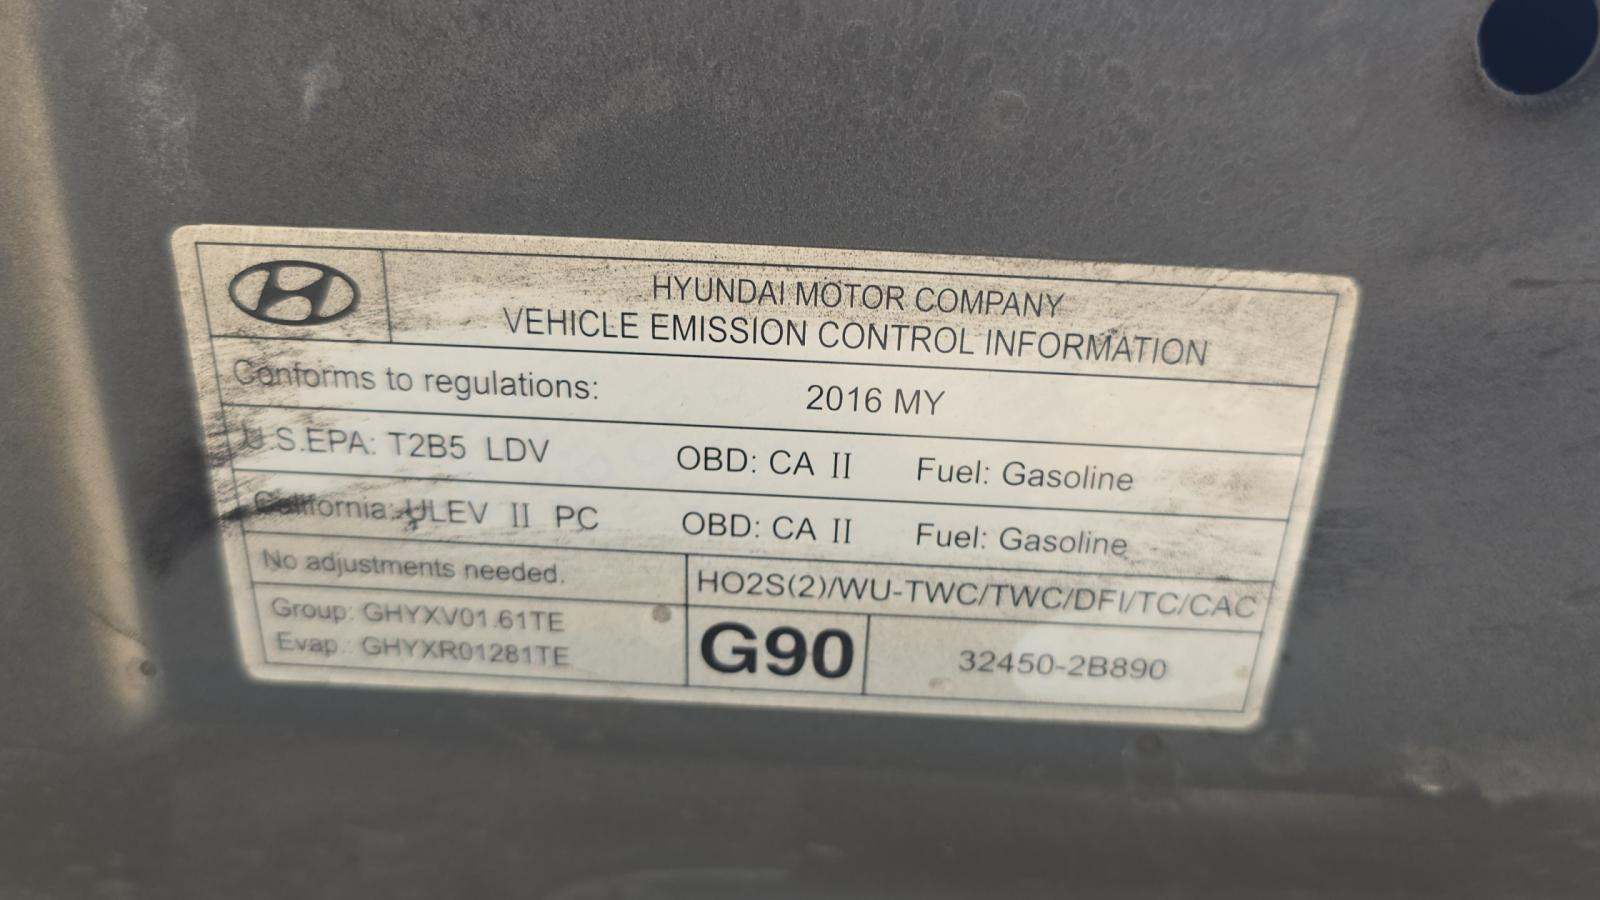 HYUNDAI MOTOR COMPANY
VEHICLE EMISSION CONTROL INFORMATION
Conforms to regulations: 2016 MY
U.S.EPA: T2B5 LDV OBD: CA II Fuel: Gasoline
California: ULEV II PC OBD: CA II Fuel: Gasoline
No adjustments needed.
HO2S(2)/WU-TWC/TWC/DFI/TC/CAC
Group: GHYXV01.61TE
Evap.: GHYXR01281TE
G90
32450-2B890